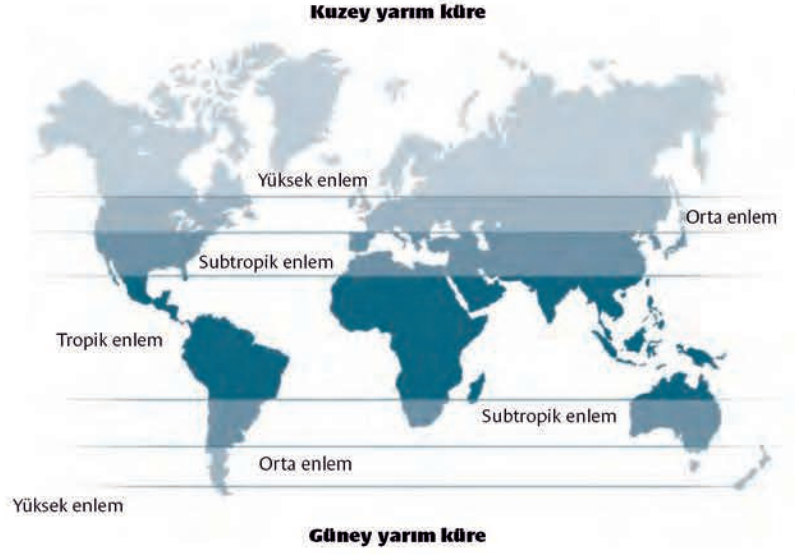 Kuzey yarım küre
Yüksek enlem
Orta enlem
Subtropik enlem
Tropik enlem
Subtropik enlem
Orta enlem
Yüksek enlem
Güney yarım küre